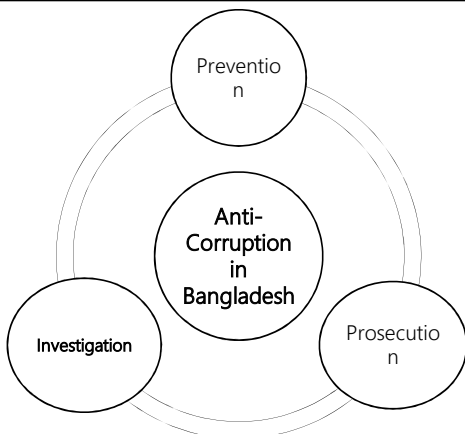 Preventio
n
Anti-
Corruption
in
Bangladesh
Investigation
Prosecutio
n